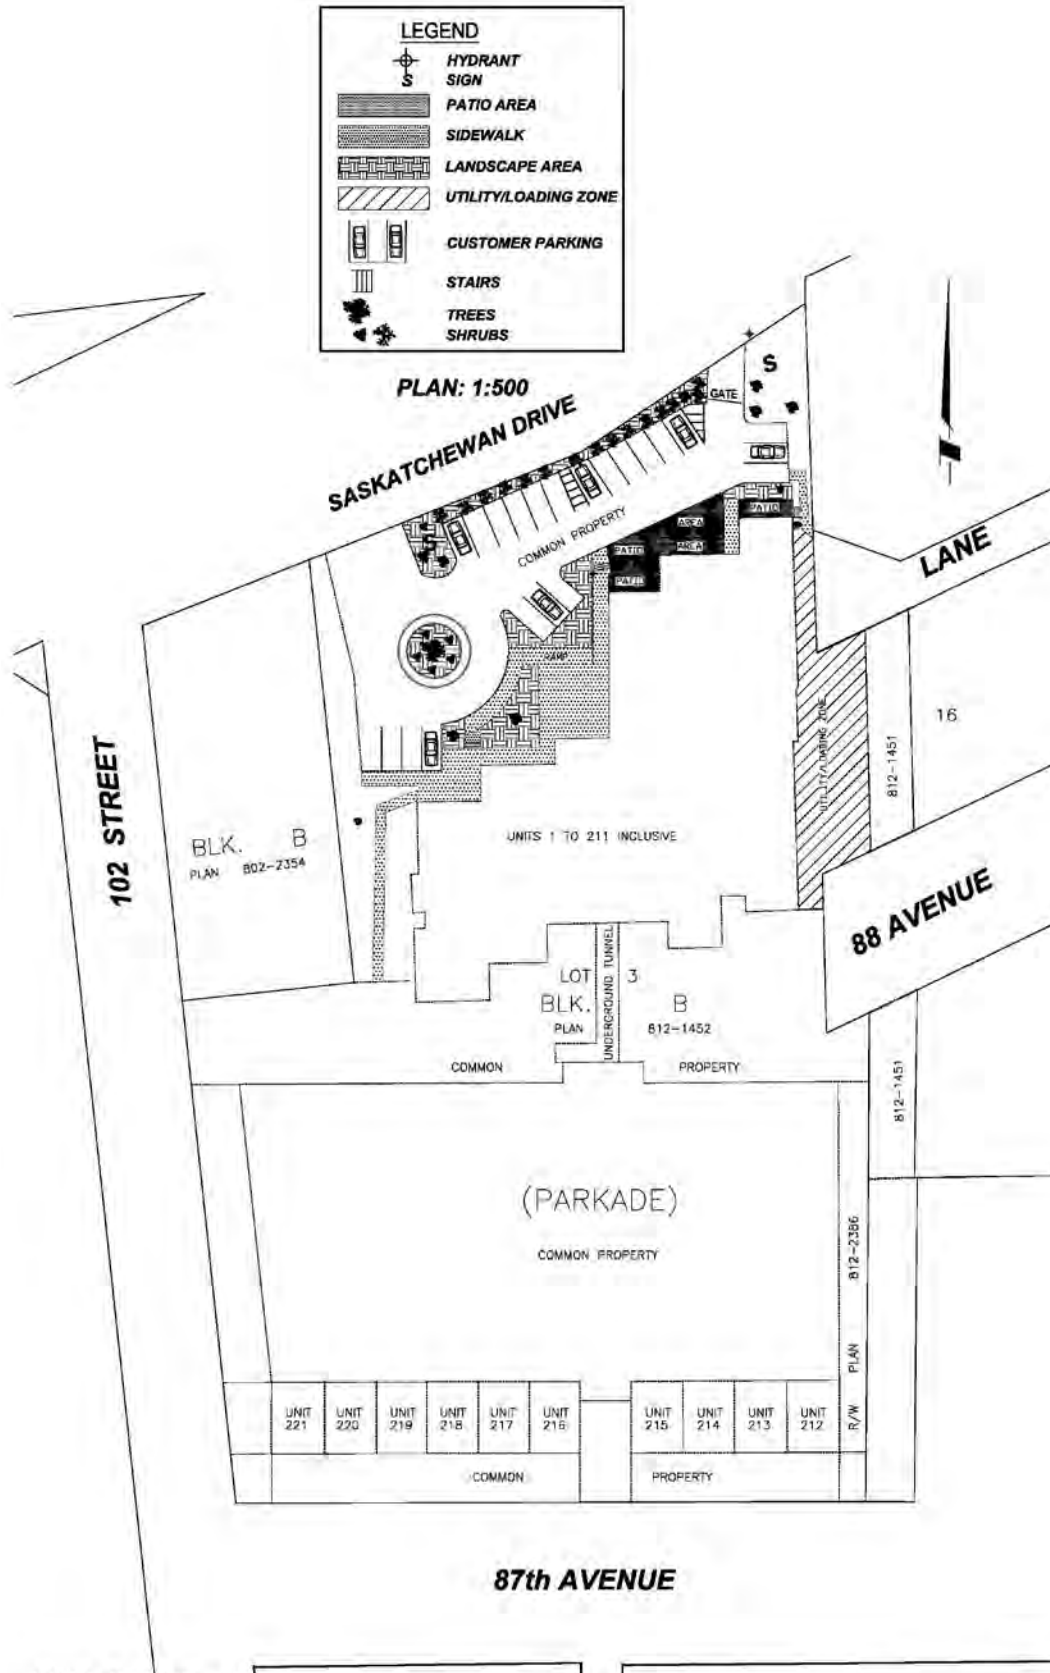 LEGEND
HYDRANT
S SIGN
PATIO AREA
SIDEWALK
LANDSCAPE AREA
UTILITY/LOADING ZONE
CUSTOMER PARKING
STAIRS
TREES
SHRUBS
PLAN: 1:500
SASKATCHEWAN DRIVE
S
GATE
COMMON PROPERTY
PATIO
AREA
AREA
PATIO
PATIO
LANE
RAMP
UTILITY/LOADING ZONE
812-1451
16
102 STREET
BLK. B
PLAN 802-2354
UNITS 1 TO 211 INCLUSIVE
88 AVENUE
UNDERGROUND TUNNEL
LOT 3
BLK. B
PLAN 812-1452
COMMON PROPERTY
812-1451
(PARKADE)
COMMON PROPERTY
R/W PLAN 812-2386
UNIT 221
UNIT 220
UNIT 219
UNIT 218
UNIT 217
UNIT 216
UNIT 215
UNIT 214
UNIT 213
UNIT 212
COMMON PROPERTY
87th AVENUE